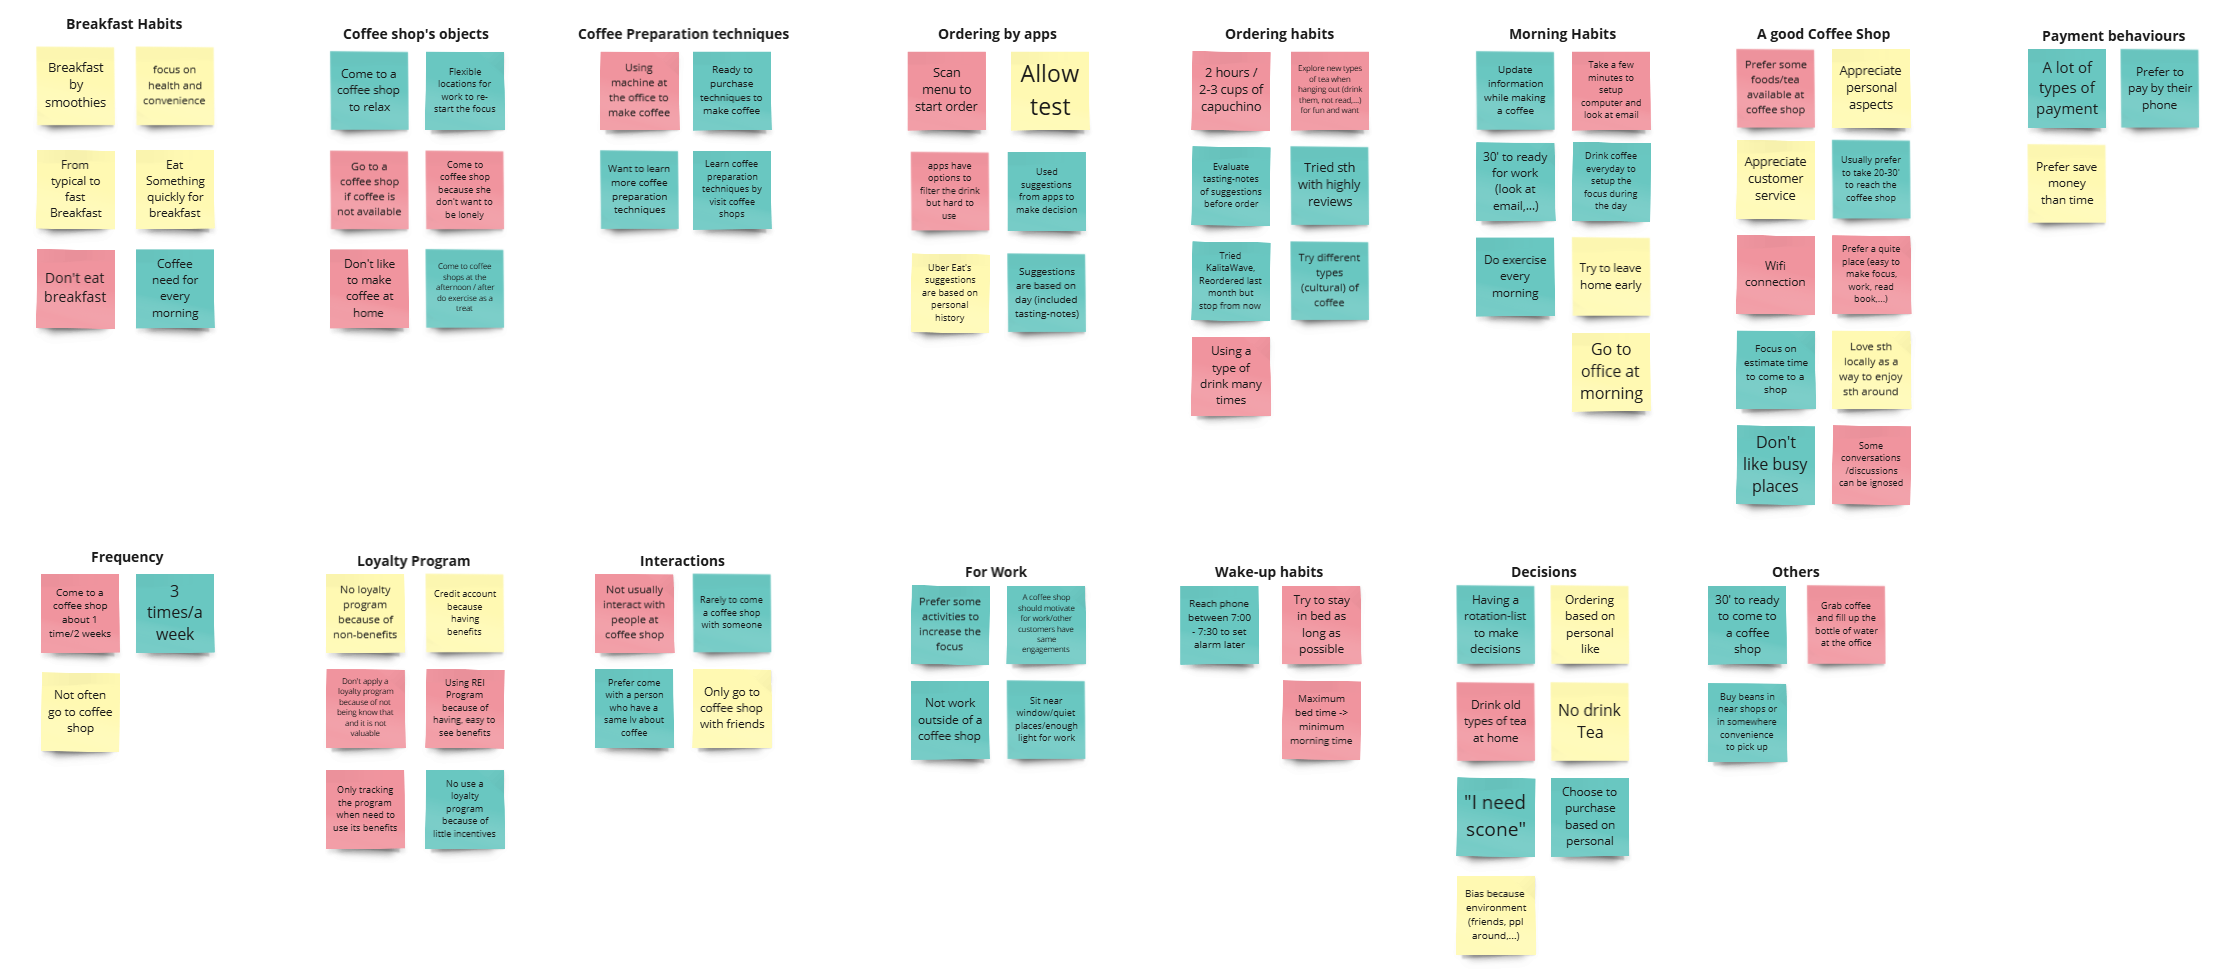 Breakfast Habits
Breakfast
by
smoothies
focus on
health and
convenience
From
typical to
fast
Breakfast
Eat
Something
quickly for
breakfast
Don't eat
breakfast
Coffee
need for
every
morning
Coffee shop's objects
Come to a
coffee shop
to relax
Flexible
locations for
work to re-
start the focus
Go to a
coffee shop
if coffee is
not available
Come to
coffee shop
because she
don't want to
be lonely
Don't like
to make
coffee at
home
Come to coffee
shops at the
afternoon / after
do exercise as a
treat
Coffee Preparation techniques
Using
machine at
the office to
make coffee
Ready to
purchase
techniques to
make coffee
Want to learn
more coffee
preparation
techniques
Learn coffee
preparation
techniques by
visit coffee
shops
Ordering by apps
Scan
menu to
start order
Allow
test
apps have
options to
filter the drink
but hard to
use
Used
suggestions
from apps to
make decision
Uber Eat's
suggestions
are based on
personal
history
Suggestions
are based on
day (included
tasting-notes)
Ordering habits
2 hours /
2-3 cups of
capuchino
Explore new types
of tea when
hanging out (drink
them, not read,...)
for fun and want
Evaluate
tasting-notes
of suggestions
before order
Tried sth
with highly
reviews
Tried
KalitaWave,
Reordered last
month but
stop from now
Try different
types
(cultural) of
coffee
Using a
type of
drink many
times
Morning Habits
Update
information
while making
a coffee
Take a few
minutes to
setup
computer and
look at email
30' to ready
for work
(look at
email,...)
Drink coffee
everyday to
setup the
focus during
the day
Do exercise
every
morning
Try to leave
home early
Go to
office at
morning
A good Coffee Shop
Prefer some
foods/tea
available at
coffee shop
Appreciate
personal
aspects
Appreciate
customer
service
Usually prefer
to take 20-30'
to reach the
coffee shop
Wifi
connection
Prefer a quite
place (easy to
make focus,
work, read
book,...)
Focus on
estimate time
to come to a
shop
Love sth
locally as a
way to enjoy
sth around
Don't
like busy
places
Some
conversations
/discussions
can be ignosed
Payment behaviours
A lot of
types of
payment
Prefer to
pay by their
phone
Prefer save
money
than time
Frequency
Come to a
coffee shop
about 1
time/2 weeks
3
times/a
week
Not often
go to coffee
shop
Loyalty Program
No loyalty
program
because of
non-benefits
Credit account
because
having
benefits
Don't apply a
loyalty program
because of not
being know that
and it is not
valuable
Using REI
Program
because of
having, easy to
see benefits
Only tracking
the program
when need to
use its benefits
No use a
loyalty
program
because of
little incentives
Interactions
Not usually
interact with
people at
coffee shop
Rarely to come
a coffee shop
with someone
Prefer come
with a person
who have a
same lv about
coffee
Only go to
coffee shop
with friends
For Work
Prefer some
activities to
increase the
focus
A coffee shop
should motivate
for work/other
customers have
same
engagements
Not work
outside of a
coffee shop
Sit near
window/quiet
places/enough
light for work
Wake-up habits
Reach phone
between 7:00
- 7:30 to set
alarm later
Try to stay
in bed as
long as
possible
Maximum
bed time ->
minimum
morning time
Decisions
Having a
rotation-list
to make
decisions
Ordering
based on
personal
like
Drink old
types of tea
at home
No drink
Tea
"I need
scone"
Choose to
purchase
based on
personal
Bias because
environment
(friends, ppl
around,...)
Others
30' to ready
to come to
a coffee
shop
Grab coffee
and fill up the
bottle of water
at the office
Buy beans in
near shops or
in somewhere
convenience
to pick up